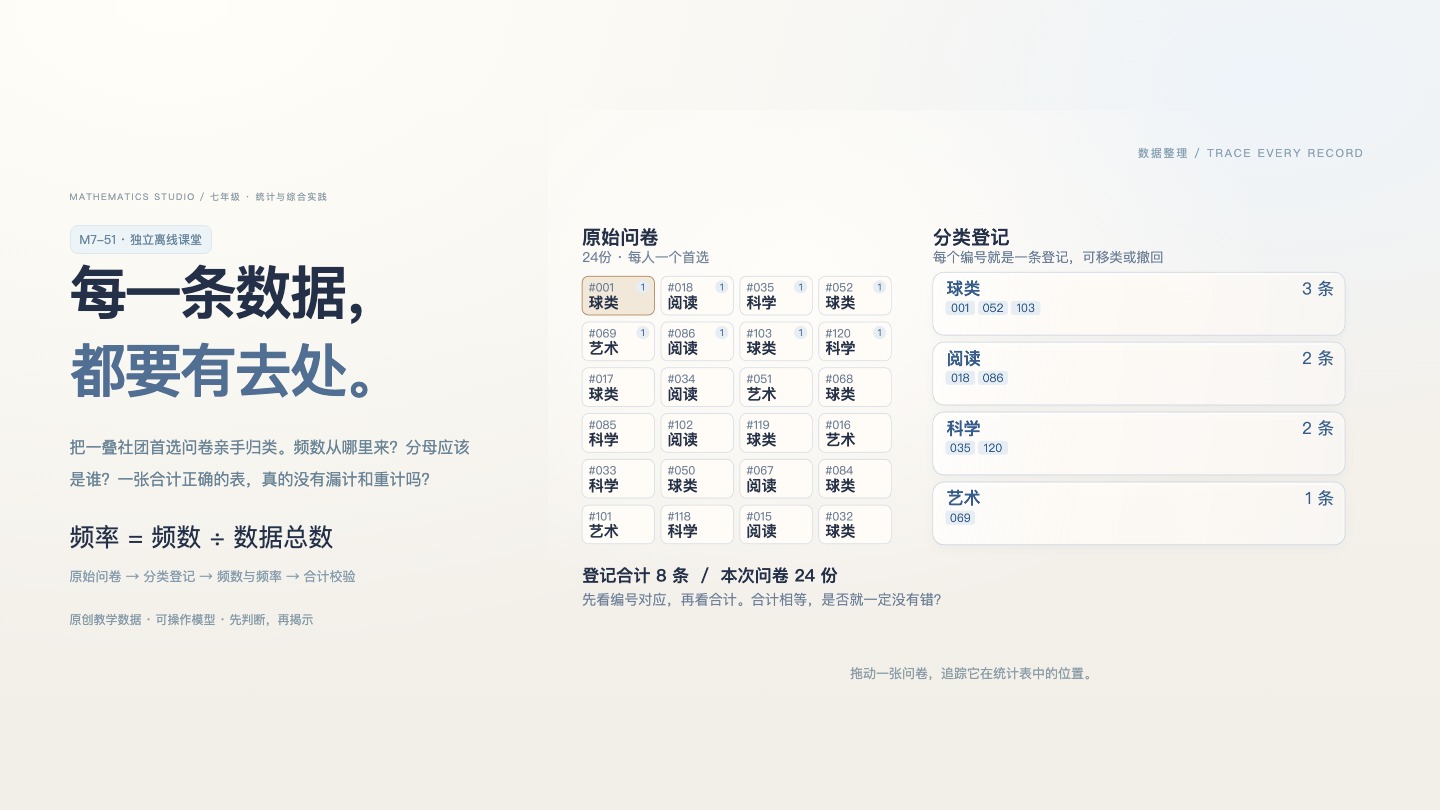 数据整理 / TRACE EVERY RECORD
MATHEMATICS STUDIO / 七年级 · 统计与综合实践
M7–51 · 独立离线课堂
每一条数据，
都要有去处。
把一叠社团首选问卷亲手归类。频数从哪里来？分母应该
是谁？一张合计正确的表，真的没有漏计和重计吗？
频率 = 频数 ÷ 数据总数
原始问卷 → 分类登记 → 频数与频率 → 合计校验
原创教学数据 · 可操作模型 · 先判断，再揭示
原始问卷
24份 · 每人一个首选
#001 1 #018 1 #035 1 #052 1
球类 阅读 科学 球类
#069 1 #086 1 #103 1 #120 1
艺术 阅读 球类 科学
#017 #034 #051 #068
球类 阅读 艺术 球类
#085 #102 #119 #016
科学 阅读 球类 艺术
#033 #050 #067 #084
科学 球类 阅读 球类
#101 #118 #015 #032
艺术 科学 阅读 球类
登记合计 8 条 / 本次问卷 24 份
先看编号对应，再看合计。合计相等，是否就一定没有错？
分类登记
每个编号就是一条登记，可移类或撤回
球类 3 条
001 052 103
阅读 2 条
018 086
科学 2 条
035 120
艺术 1 条
069
拖动一张问卷，追踪它在统计表中的位置。